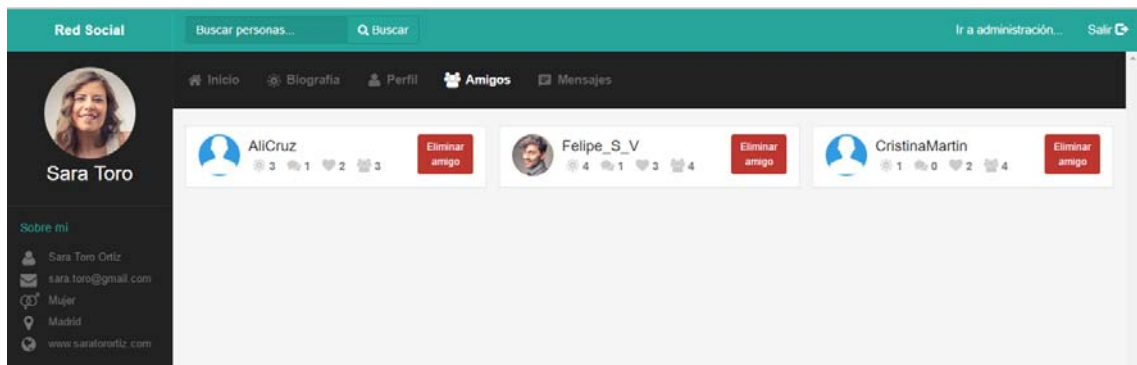 Red Social
Buscar personas...
Buscar
Ir a administración...
Salir
Inicio
Biografía
Perfil
Amigos
Mensajes
Sara Toro
Sobre mí
Sara Toro Ortiz
sara.toro@gmail.com
Mujer
Madrid
www.saratorortiz.com
AliCruz
3 1 2 3
Eliminar
amigo
Felipe_S_V
4 1 3 4
Eliminar
amigo
CristinaMartin
1 0 2 4
Eliminar
amigo